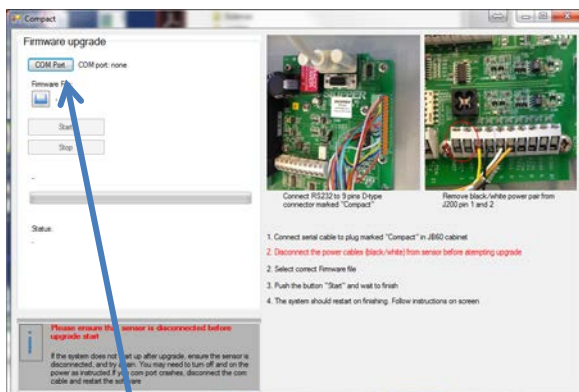 Compact
Firmware upgrade
COM Port
COM port: none
Firmware
Start
Stop
-
Status:
-
Connect RS232 to 9 pins D-type
connector marked "Compact"
Remove black/white power pair from
J200 pin 1 and 2
1. Connect serial cable to plug marked "Compact" in JB60 cabinet
2. Disconnect the power cables (black/white) from sensor before atempting upgrade
2. Select correct Firmware file
3. Push the button "Start" and wait to finish
4. The system should restart on finishing. Follow instructions on screen
Please ensure that sensor is disconnected before
upgrade start
If the system does not start up after upgrade, ensure the sensor is
disconnected, and try again. You may need to turn off and on the
power as instructed. If you com port crashes, disconnect the com
cable and restart the software